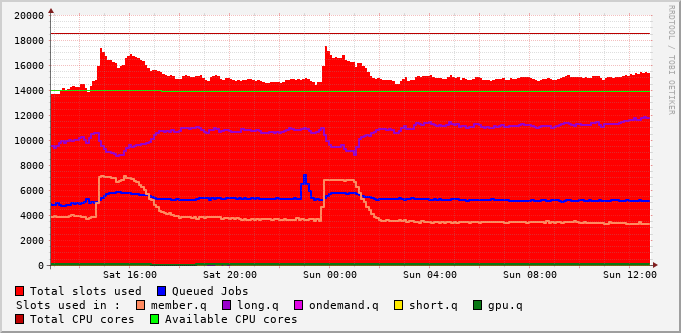 20000
18000
16000
14000
12000
10000
8000
6000
4000
2000
0
Sat 16:00 Sat 20:00 Sun 00:00 Sun 04:00 Sun 08:00 Sun 12:00
RRDTOOL / TOBI OETIKER
Total slots used Queued Jobs
Slots used in : member.q long.q ondemand.q short.q gpu.q
Total CPU cores Available CPU cores